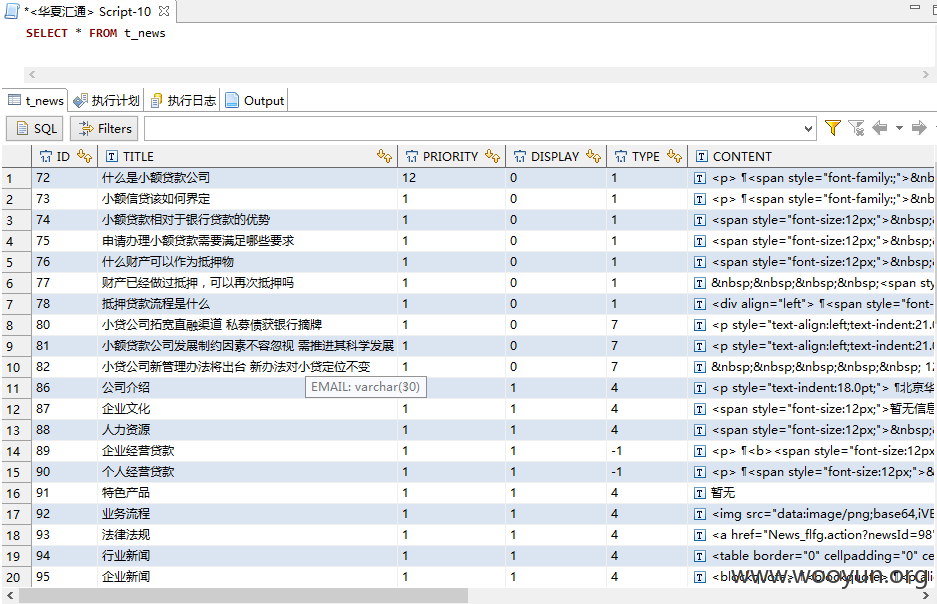 *<华夏汇通> Script-10
SELECT * FROM t_news
t_news 执行计划 执行日志 Output
SQL Filters
ID TITLE PRIORITY DISPLAY TYPE CONTENT
1 72 什么是小额贷款公司 12 0 1 <p> ¶<span style="font-family:;">&nb
2 73 小额信贷该如何界定 1 0 1 <p> ¶<span style="font-family:;">&nb
3 74 小额贷款相对于银行贷款的优势 1 0 1 <span style="font-size:12px;">&nbsp;
4 75 申请办理小额贷款需要满足哪些要求 1 0 1 <span style="font-size:12px;">&nbsp;
5 76 什么财产可以作为抵押物 1 0 1 <span style="font-size:12px;">&nbsp;
6 77 财产已经做过抵押，可以再次抵押吗 1 0 1 &nbsp;&nbsp;&nbsp;&nbsp;<span sty
7 78 抵押贷款流程是什么 1 0 1 <div align="left"> ¶<span style="font-
8 80 小贷公司拓宽直融渠道 私募债获银行摘牌 1 0 7 <p style="text-align:left;text-indent:21.0
9 81 小额贷款公司发展制约因素不容忽视 需推进其科学发展 1 0 7 <p style="text-align:left;text-indent:21.0
10 82 小贷公司新管理办法将出台 新办法对小贷定位不变 1 0 7 &nbsp;&nbsp;&nbsp;&nbsp;&nbsp; 12
EMAIL: varchar(30)
11 86 公司介绍 1 4 <p style="text-indent:18.0pt;"> ¶北京华
12 87 企业文化 1 1 4 <span style="font-size:12px;">暂无信息
13 88 人力资源 1 1 4 <span style="font-size:12px;">&nbsp;
14 89 企业经营贷款 1 1 -1 <p> ¶<b><span style="font-size:12px
15 90 个人经营贷款 1 1 -1 <p> ¶<span style="font-size:12px;">&
16 91 特色产品 1 1 4 暂无
17 92 业务流程 1 1 4 <img src="data:image/png;base64,iVE
18 93 法律法规 1 1 4 <a href="News_flfg.action?newsId=98"
19 94 行业新闻 1 1 4 <table border="0" cellpadding="0" ce
20 95 企业新闻 1 1 4 <blockquote> ¶<blockquote> ¶<p ali
www.wooyun.org